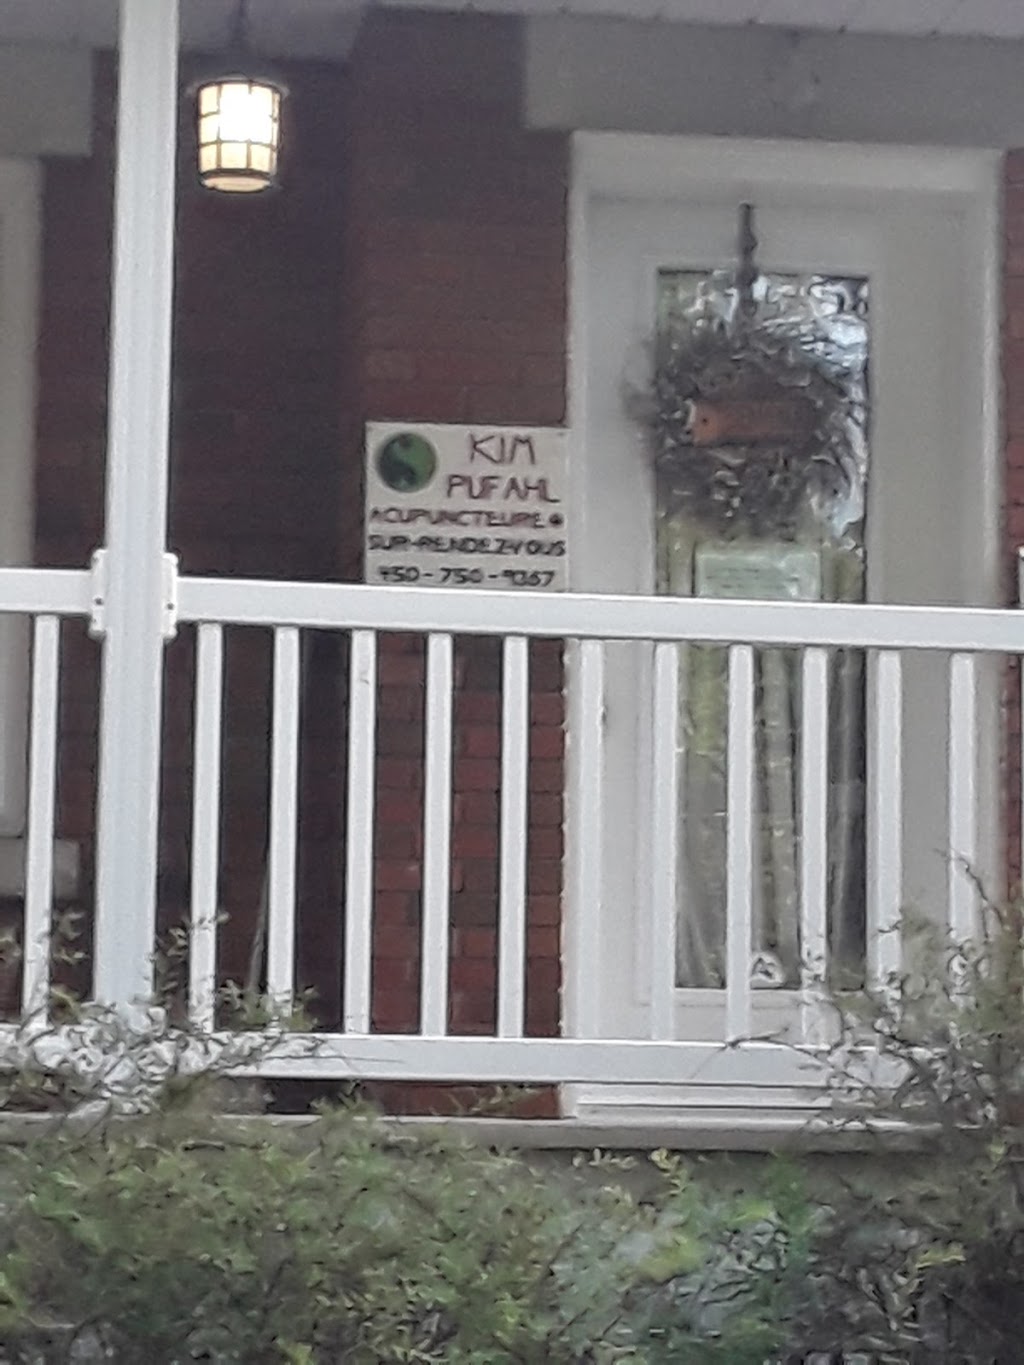 KIM
PUFAHL
ACUPUNCTEURE
SUR-RENDEZ-VOUS
450-750-9367